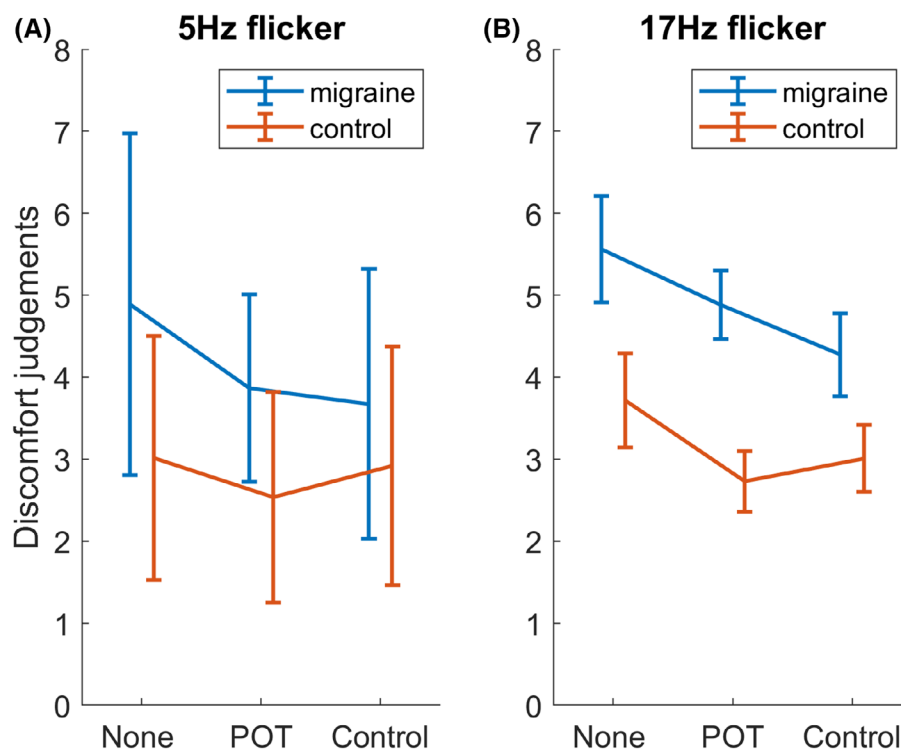 (A) 5Hz flicker
8
7
6
5
4
3
2
1
0
Discomfort judgements
migraine
control
None POT Control
(B) 17Hz flicker
8
7
6
5
4
3
2
1
0
migraine
control
None POT Control